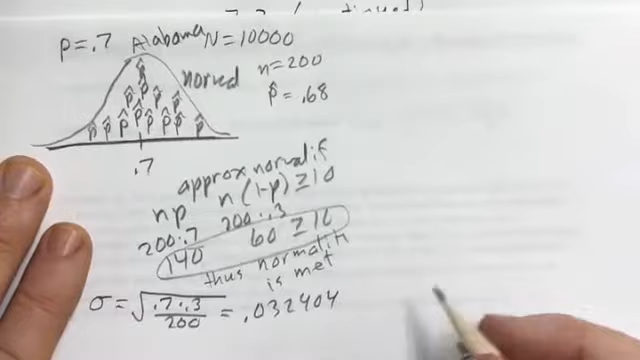 p=.7 Alabama N=10000
normal n=200
p̂=.68
p̂ p̂ p̂ p̂ p̂ p̂ p̂ p̂ p̂ p̂ p̂ p̂
.7
approx normal if
np n(1-p) ≥10
200·.7 200·.3
140 60 ≥10
thus normality
is met
σ=√.7·.3/200 = .032404